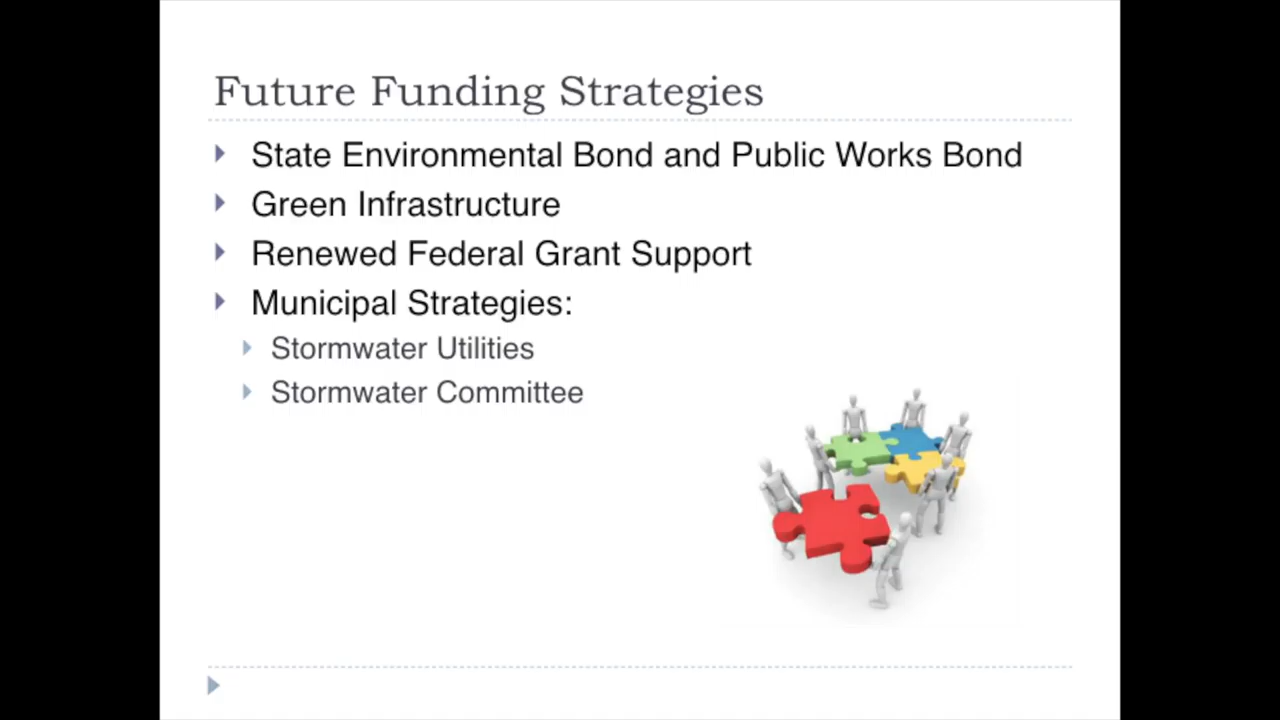 Future Funding Strategies
State Environmental Bond and Public Works Bond
Green Infrastructure
Renewed Federal Grant Support
Municipal Strategies:
Stormwater Utilities
Stormwater Committee